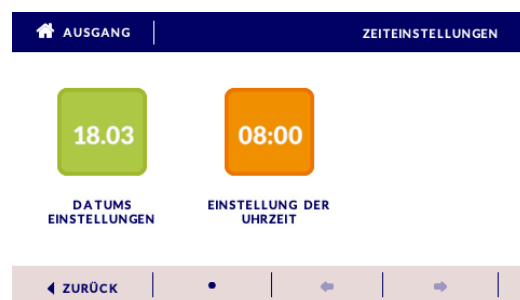 AUSGANG
ZEITEINSTELLUNGEN
18.03
08:00
DATUMS
EINSTELLUNGEN
EINSTELLUNG DER
UHRZEIT
ZURÜCK